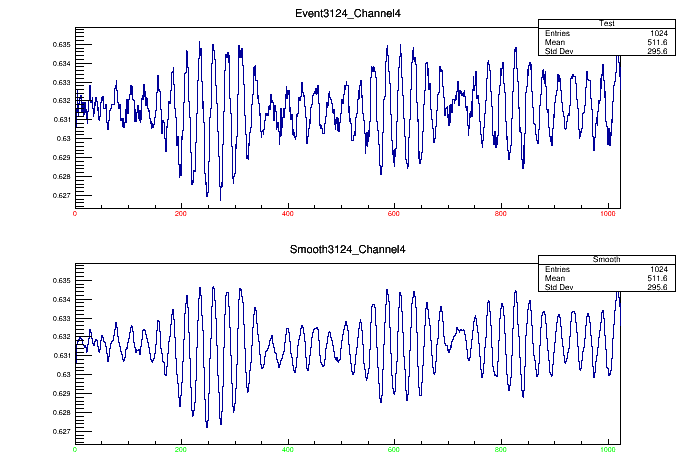 Event3124_Channel4
Test
Entries 1024
Mean 511.6
Std Dev 295.6
0.635
0.634
0.633
0.632
0.631
0.63
0.629
0.628
0.627
0 200 400 600 800 1000
Smooth3124_Channel4
Smooth
Entries 1024
Mean 511.6
Std Dev 295.6
0.635
0.634
0.633
0.632
0.631
0.63
0.629
0.628
0.627
0 200 400 600 800 1000